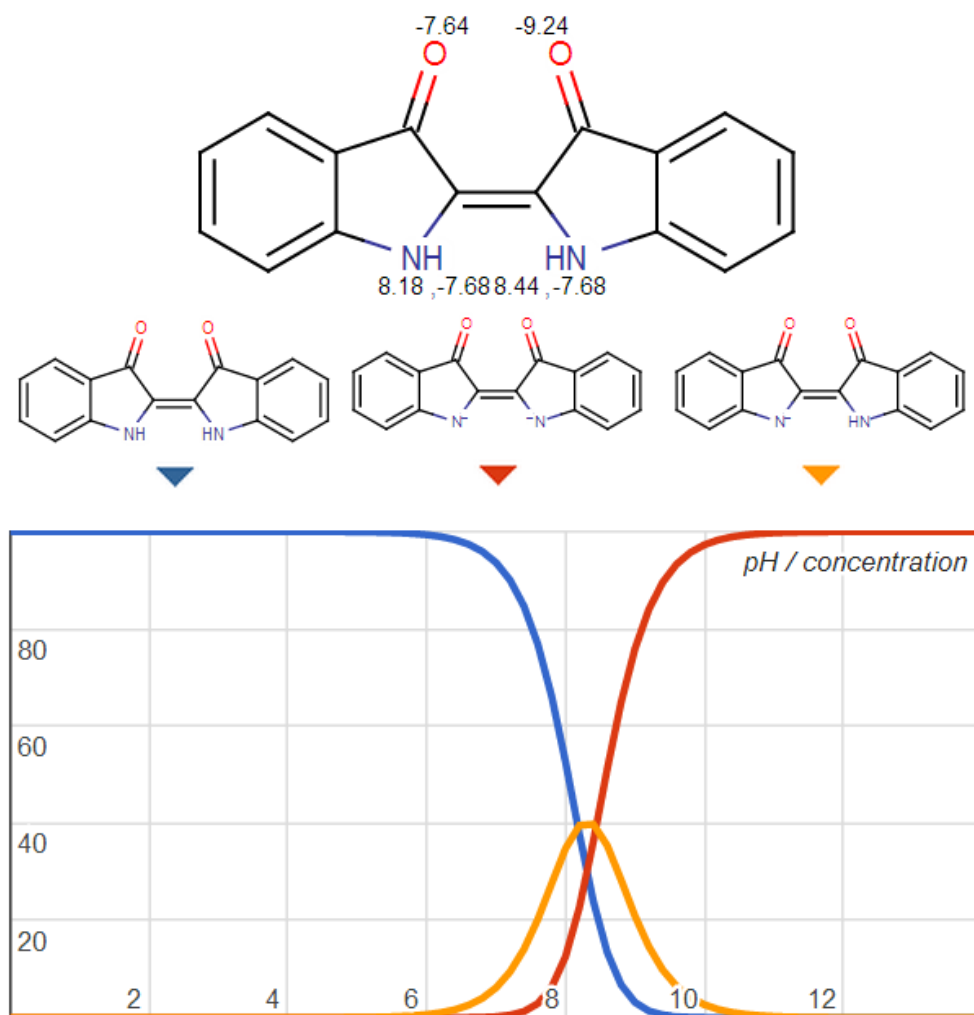 -7.64 -9.24
O O
NH HN
8.18 ,-7.68 8.44 ,-7.68
O O O O O O
NH HN N- -N N- HN
pH / concentration
80
60
40
20
2 4 6 8 10 12